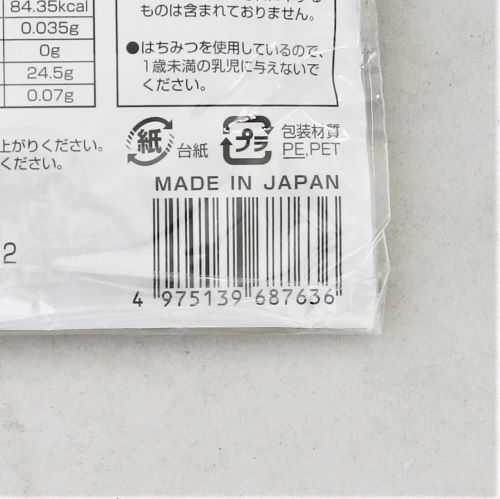 84.35kcal
0.035g
0g
24.5g
0.07g
ものは含まれておりません。
●はちみつを使用しているので、
1歳未満の乳児に与えないで
ください。
上がりください。
ください。
紙 台紙 プラ 包装材質
PE,PET
MADE IN JAPAN
2
4 975139 687636